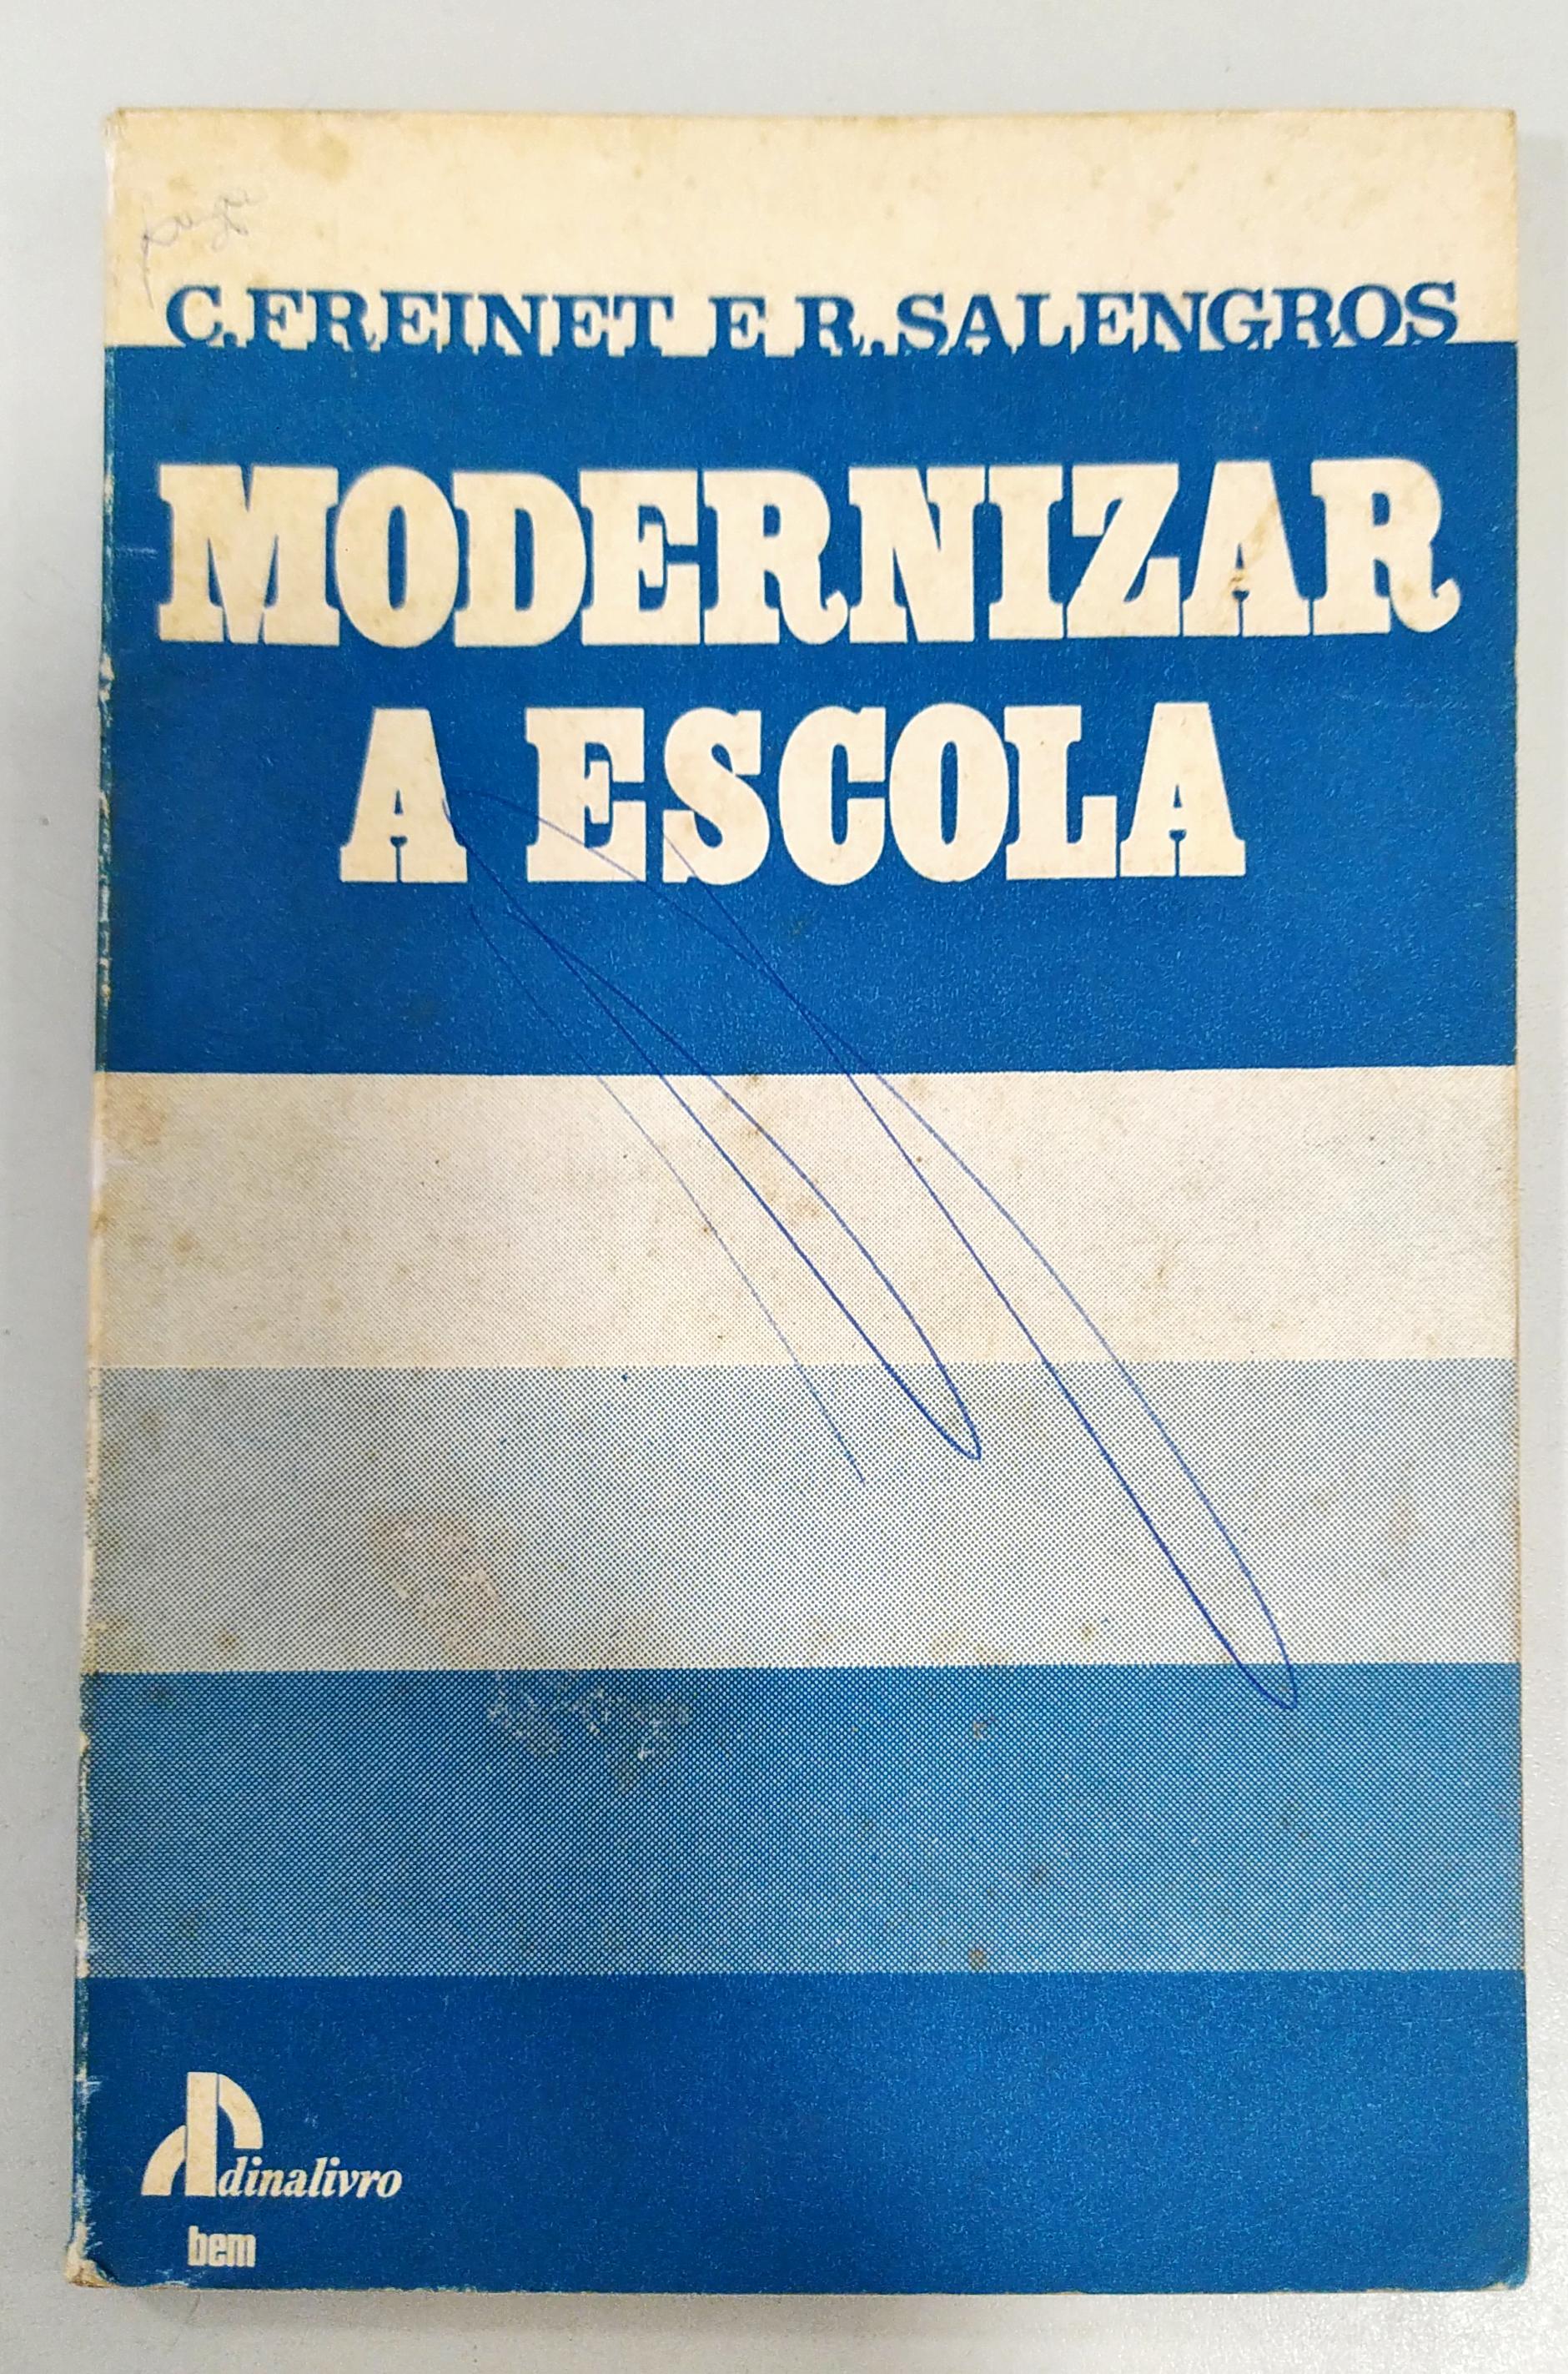 C. FREINET E R. SALENGROS
MODERNIZAR
A ESCOLA
dinalivro
bem